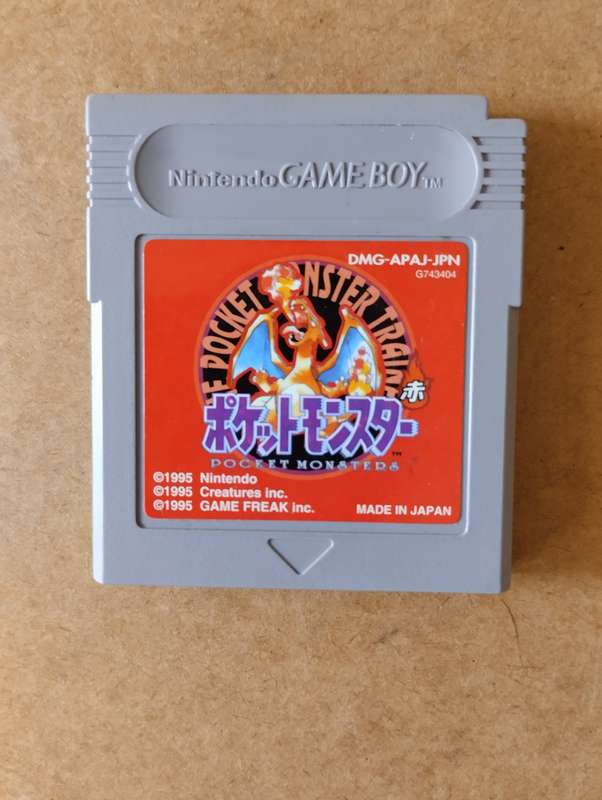 Nintendo GAME BOY TM
DMG-APAJ-JPN
G743404
POCKET MONSTER
赤
ポケットモンスター
TM
POCKET MONSTERS
©1995 Nintendo
©1995 Creatures inc.
©1995 GAME FREAK inc.
MADE IN JAPAN